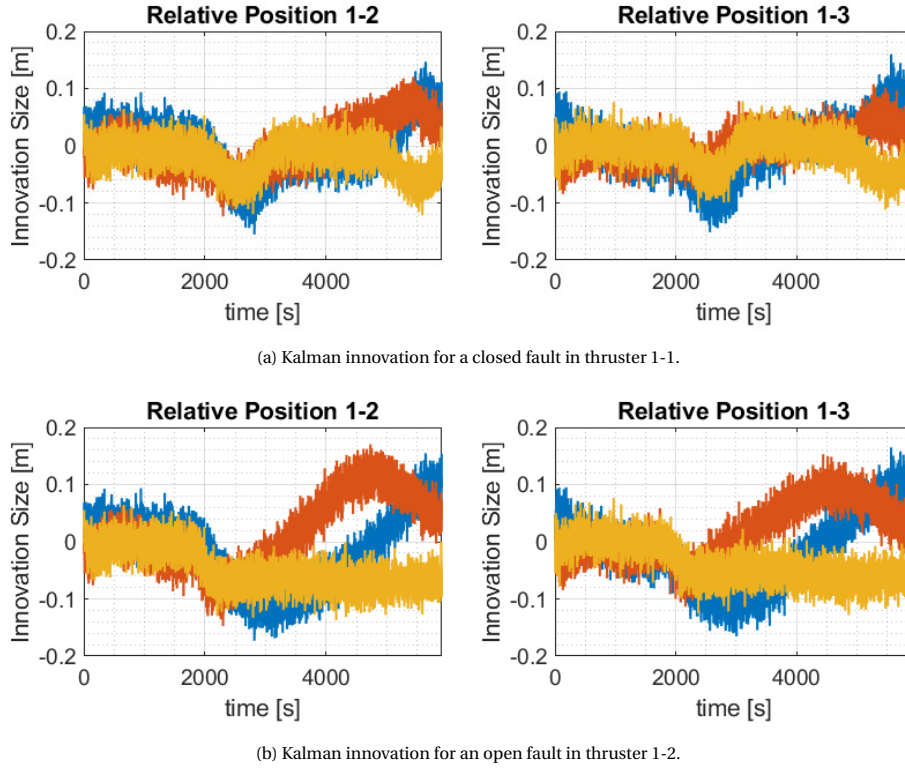 Relative Position 1-2
Relative Position 1-3
Innovation Size [m]
0.2
0.1
0
-0.1
-0.2
0
2000
4000
time [s]
Innovation Size [m]
0.2
0.1
0
-0.1
-0.2
0
2000
4000
time [s]
(a) Kalman innovation for a closed fault in thruster 1-1.
Relative Position 1-2
Relative Position 1-3
Innovation Size [m]
0.2
0.1
0
-0.1
-0.2
0
2000
4000
time [s]
Innovation Size [m]
0.2
0.1
0
-0.1
-0.2
0
2000
4000
time [s]
(b) Kalman innovation for an open fault in thruster 1-2.